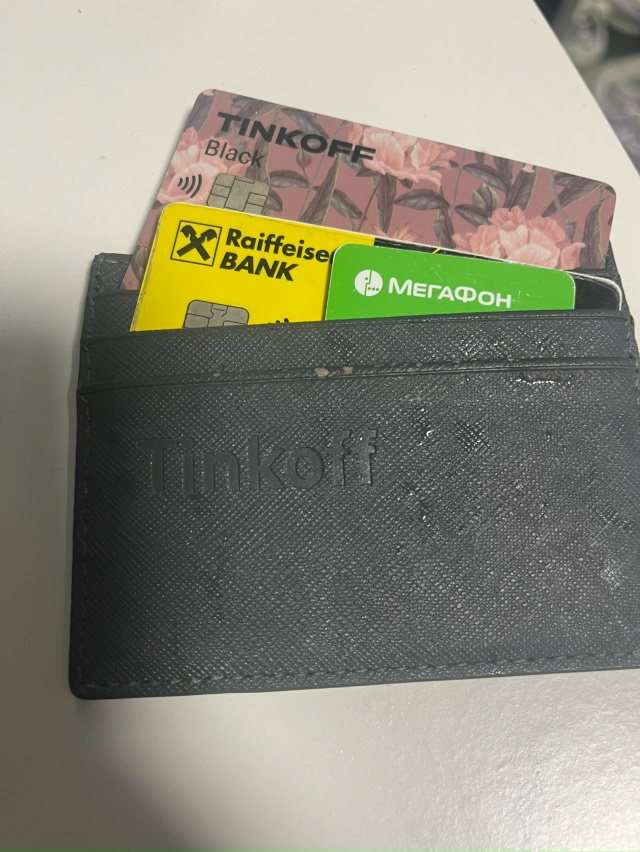 TINKOFF
Black
Raiffeise
BANK
МЕГАФОН
Tinkoff